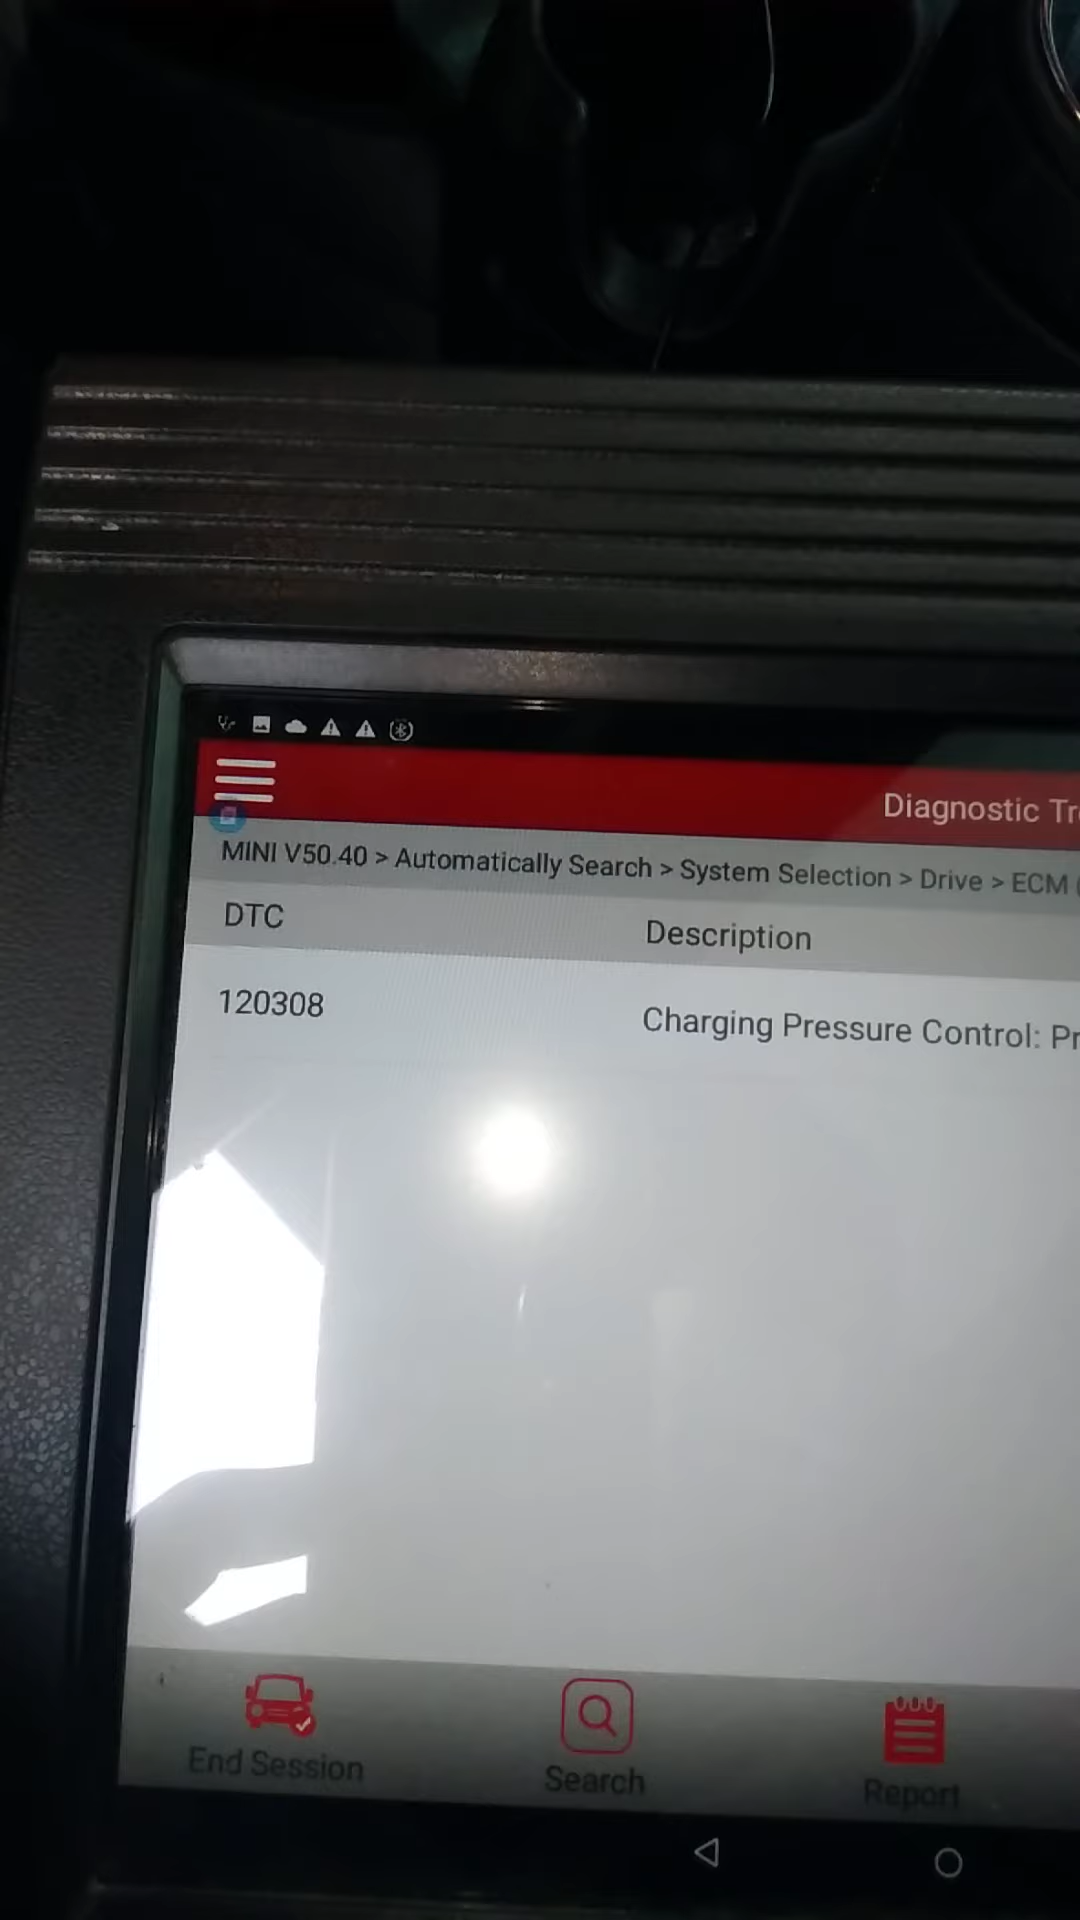 Diagnostic Tr
MINI V50.40 > Automatically Search > System Selection > Drive > ECM
DTC Description
120308 Charging Pressure Control: Pr
End Session Search Report